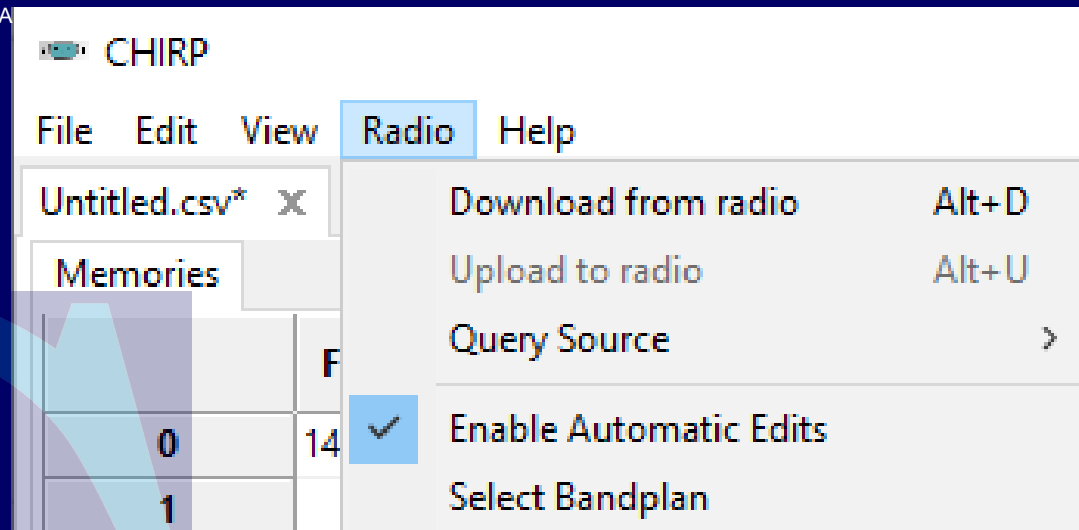 A
CHIRP
File Edit View Radio Help
Untitled.csv* X
Download from radio Alt+D
Memories
Upload to radio Alt+U
Query Source >
F
0 14
Enable Automatic Edits
1
Select Bandplan